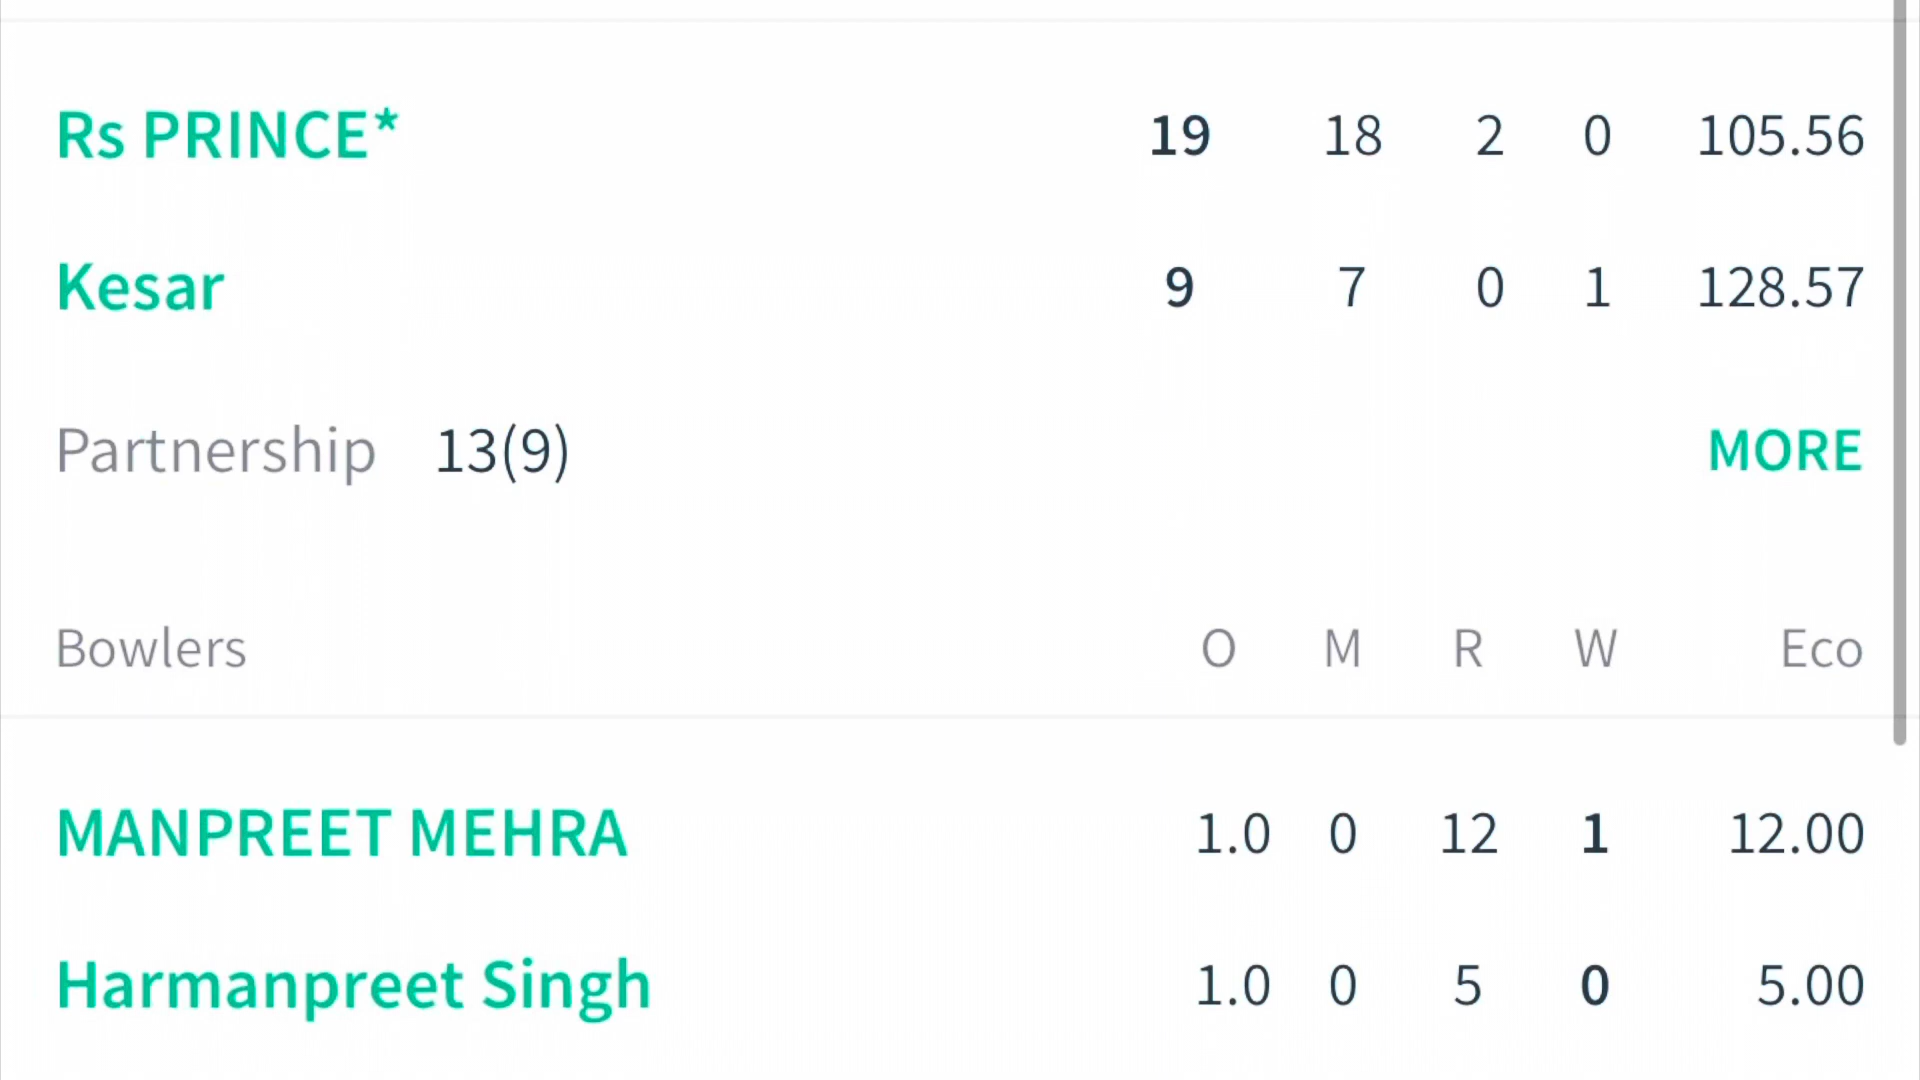 Rs PRINCE* 19 18 2 0 105.56
Kesar 9 7 0 1 128.57
Partnership 13(9) MORE
Bowlers O M R W Eco
MANPREET MEHRA 1.0 0 12 1 12.00
Harmanpreet Singh 1.0 0 5 0 5.00